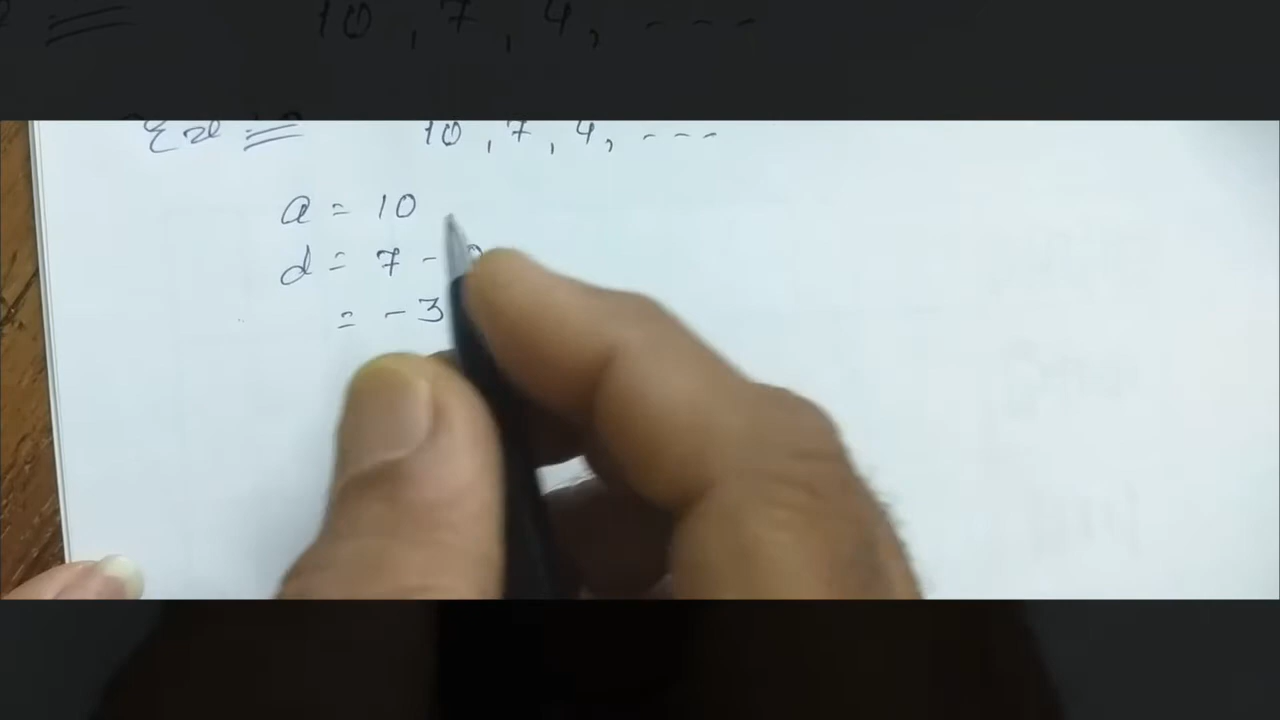 Ex 10, 7, 4, ---
a = 10
d = 7 -
= -3